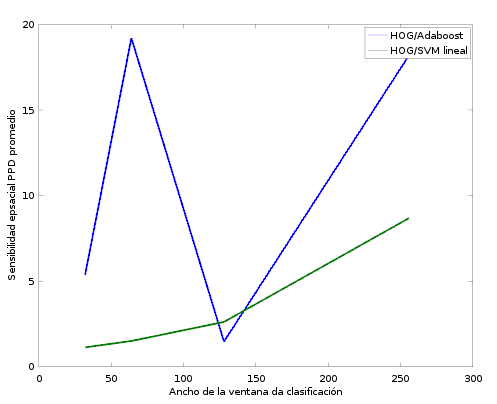 HOG/Adaboost
HOG/SVM lineal
20
15
10
5
0
0 50 100 150 200 250 300
Sensibilidad epsacial PPD promedio
Ancho de la ventana da clasificación